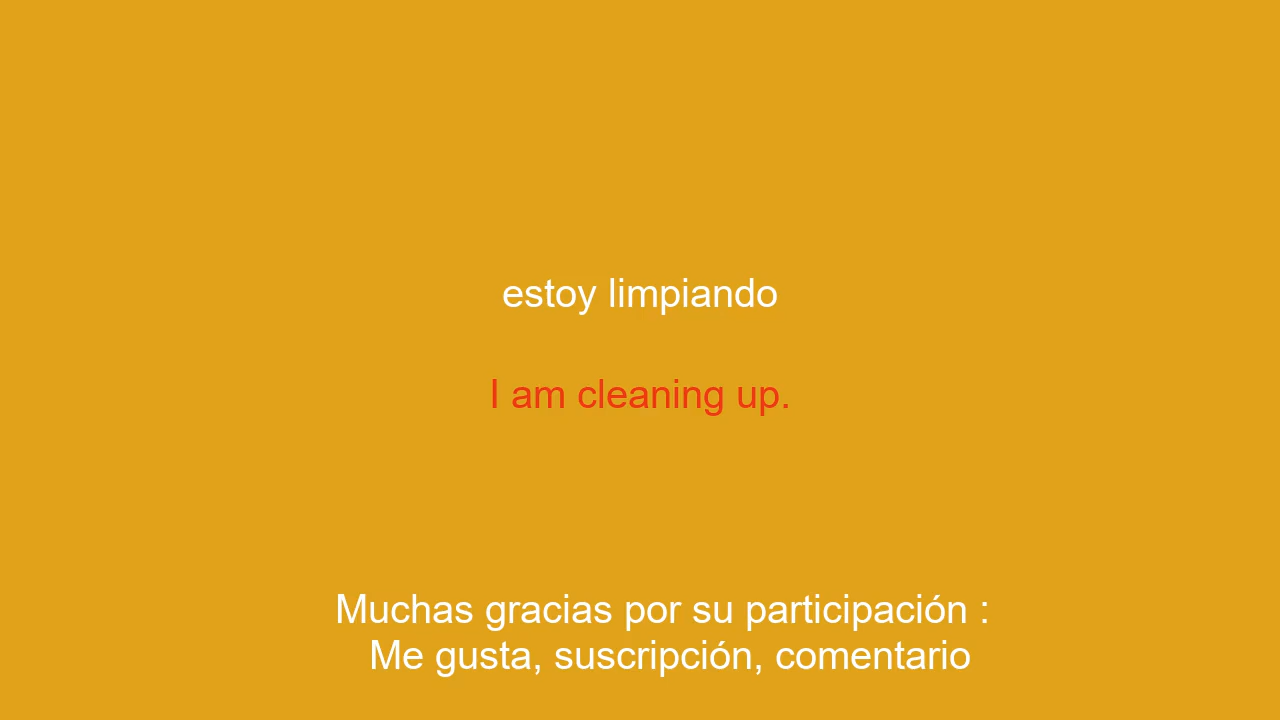 estoy limpiando
I am cleaning up.
Muchas gracias por su participación :
Me gusta, suscripción, comentario